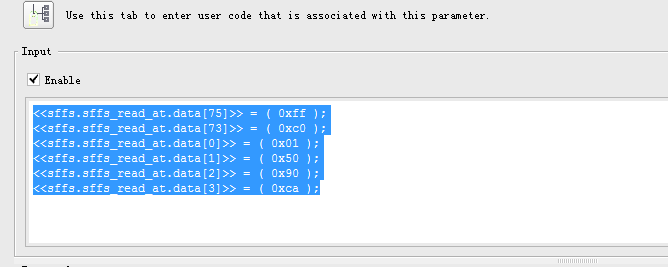 Use this tab to enter user code that is associated with this parameter.
Input
Enable
<<sffs.sffs_read_at.data[75]>> = ( 0xff );
<<sffs.sffs_read_at.data[73]>> = ( 0xc0 );
<<sffs.sffs_read_at.data[0]>> = ( 0x01 );
<<sffs.sffs_read_at.data[1]>> = ( 0x50 );
<<sffs.sffs_read_at.data[2]>> = ( 0x90 );
<<sffs.sffs_read_at.data[3]>> = ( 0xca );